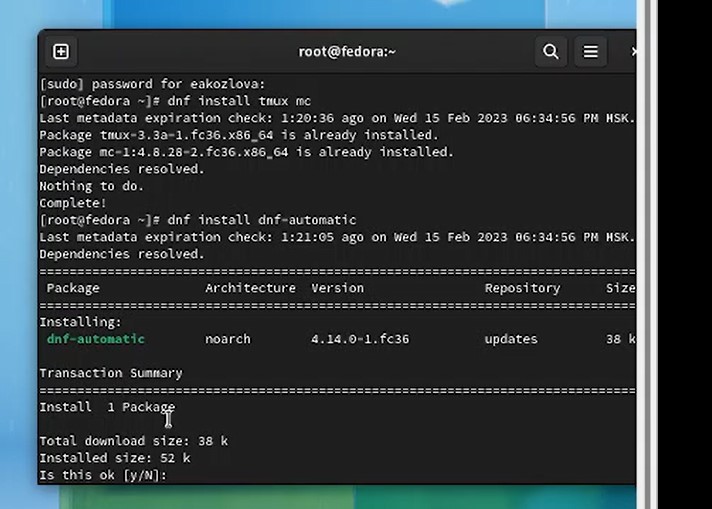 root@fedora:~
[sudo] password for eakozlova:
[root@fedora ~]# dnf install tmux mc
Last metadata expiration check: 1:20:36 ago on Wed 15 Feb 2023 06:34:56 PM MSK.
Package tmux-3.3a-1.fc36.x86_64 is already installed.
Package mc-1:4.8.28-2.fc36.x86_64 is already installed.
Dependencies resolved.
Nothing to do.
Complete!
[root@fedora ~]# dnf install dnf-automatic
Last metadata expiration check: 1:21:05 ago on Wed 15 Feb 2023 06:34:56 PM MSK.
Dependencies resolved.
Package Architecture Version Repository Size
Installing:
dnf-automatic noarch 4.14.0-1.fc36 updates 38 k
Transaction Summary
Install 1 Package
Total download size: 38 k
Installed size: 52 k
Is this ok [y/N]: